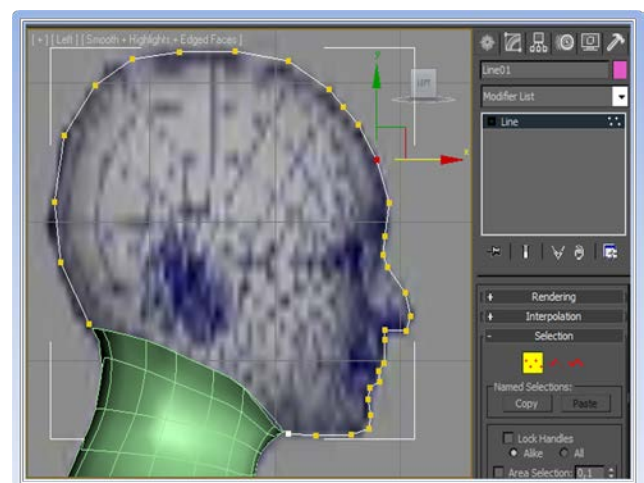 [ + ] [ Left ] [ Smooth + Highlights + Edged Faces ]
y
LEFT
x
Line01
Modifier List
Line
+ Rendering
+ Interpolation
- Selection
Named Selections:
Copy Paste
Lock Handles
Alike All
Area Selection: 0,1